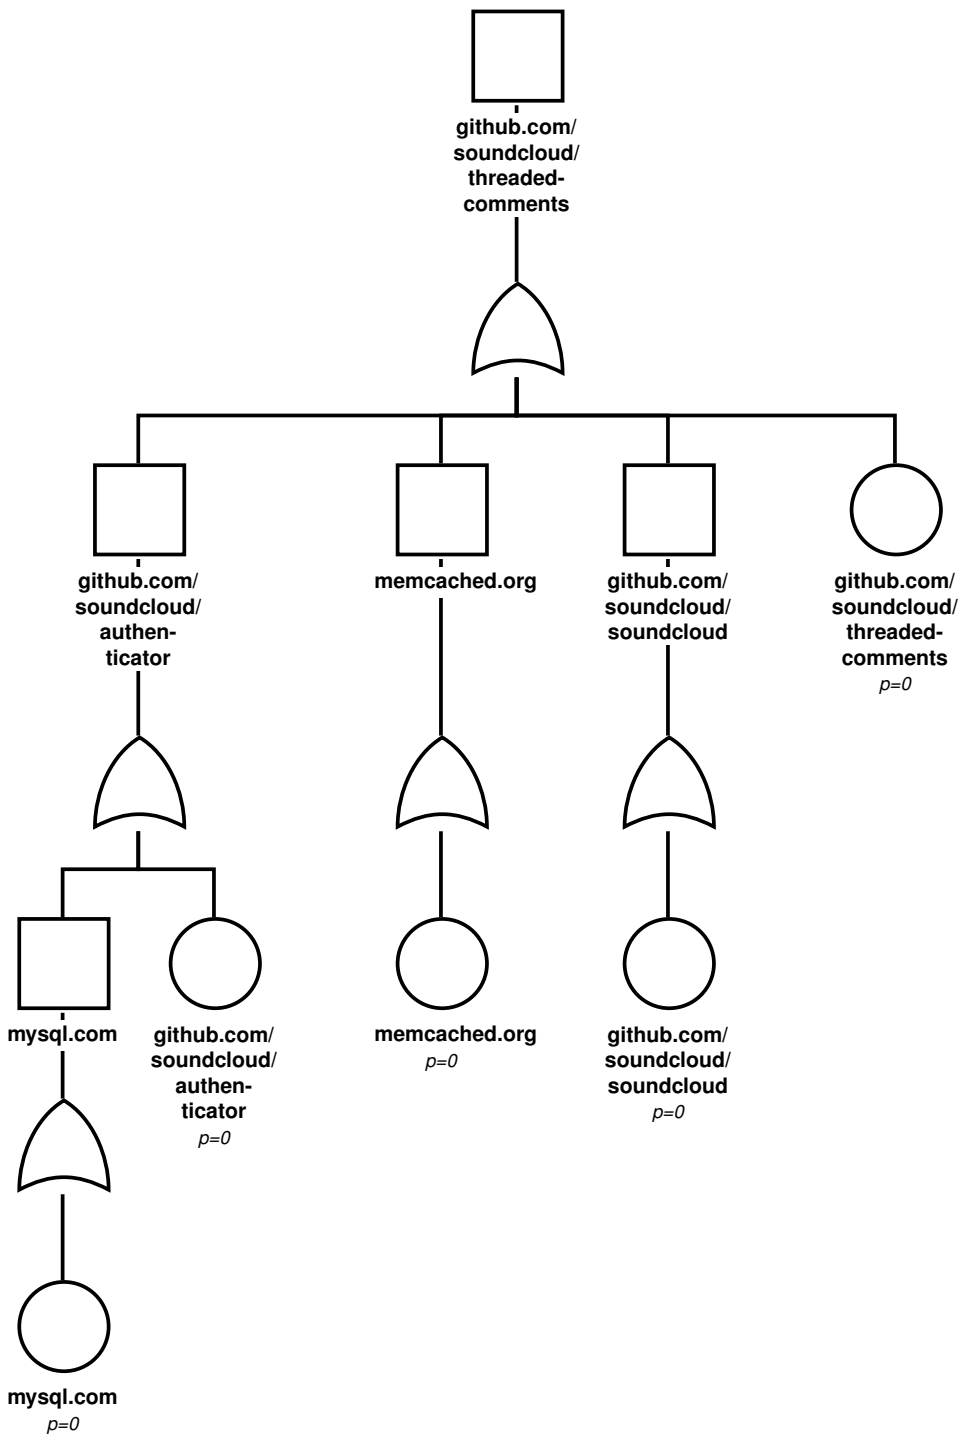 github.com/
soundcloud/
threaded-
comments
github.com/
soundcloud/
authen-
ticator
memcached.org
github.com/
soundcloud/
soundcloud
github.com/
soundcloud/
threaded-
comments
p=0
mysql.com
github.com/
soundcloud/
authen-
ticator
p=0
memcached.org
p=0
github.com/
soundcloud/
soundcloud
p=0
mysql.com
p=0